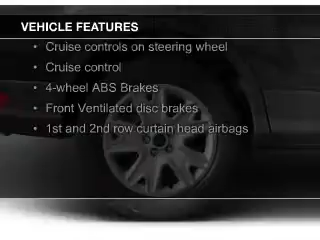 VEHICLE FEATURES
• Cruise controls on steering wheel
• Cruise control
• 4-wheel ABS Brakes
• Front Ventilated disc brakes
• 1st and 2nd row curtain head airbags